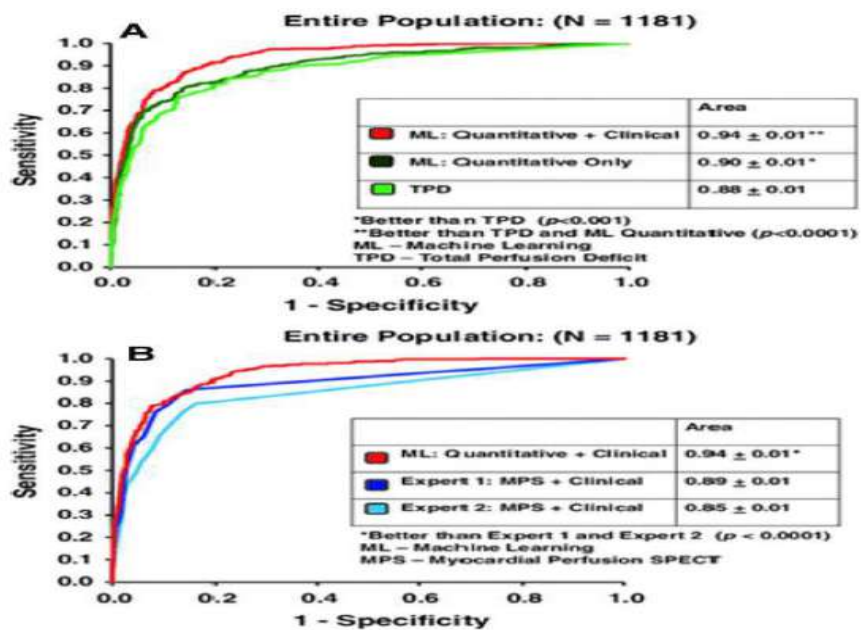 A
Entire Population: (N = 1181)
1.0
0.9
0.8
0.7
0.6
0.5
0.4
0.3
0.2
0.1
0.0
Sensitivity
Area
ML: Quantitative + Clinical 0.94 ± 0.01**
ML: Quantitative Only 0.90 ± 0.01*
TPD 0.88 ± 0.01
*Better than TPD (p<0.001)
**Better than TPD and ML Quantitative (p<0.0001)
ML – Machine Learning
TPD – Total Perfusion Deficit
0.0 0.2 0.4 0.6 0.8 1.0
1 - Specificity
B
Entire Population: (N = 1181)
1.0
0.9
0.8
0.7
0.6
0.5
0.4
0.3
0.2
0.1
0.0
Sensitivity
Area
ML: Quantitative + Clinical 0.94 ± 0.01*
Expert 1: MPS + Clinical 0.89 ± 0.01
Expert 2: MPS + Clinical 0.85 ± 0.01
*Better than Expert 1 and Expert 2 (p < 0.0001)
ML – Machine Learning
MPS – Myocardial Perfusion SPECT
0.0 0.2 0.4 0.6 0.8 1.0
1 - Specificity